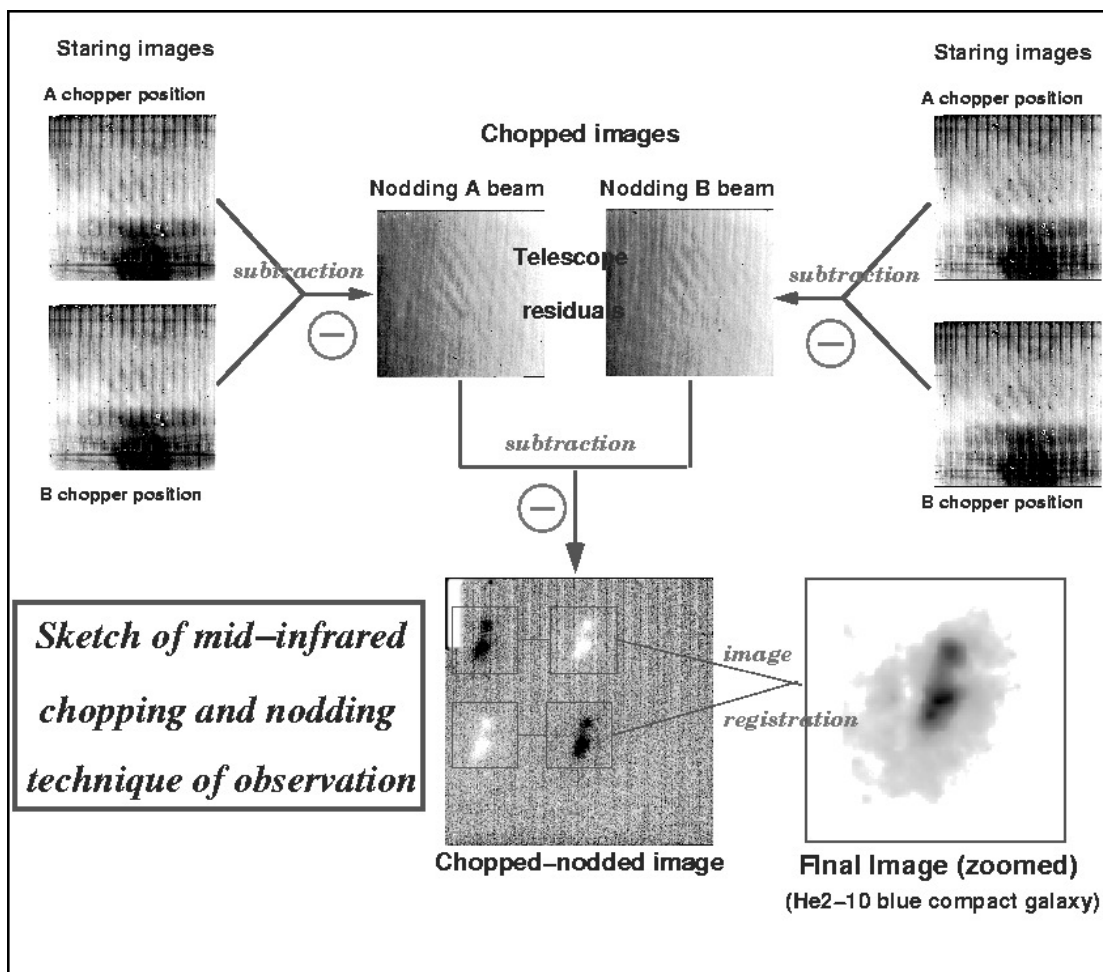 Staring images
A chopper position
B chopper position
Chopped images
Nodding A beam
Nodding B beam
Telescope
residuals
subtraction
subtraction
Staring images
A chopper position
B chopper position
subtraction
Sketch of mid–infrared
chopping and nodding
technique of observation
image
registration
Chopped–nodded image
Final Image (zoomed)
(He2–10 blue compact galaxy)